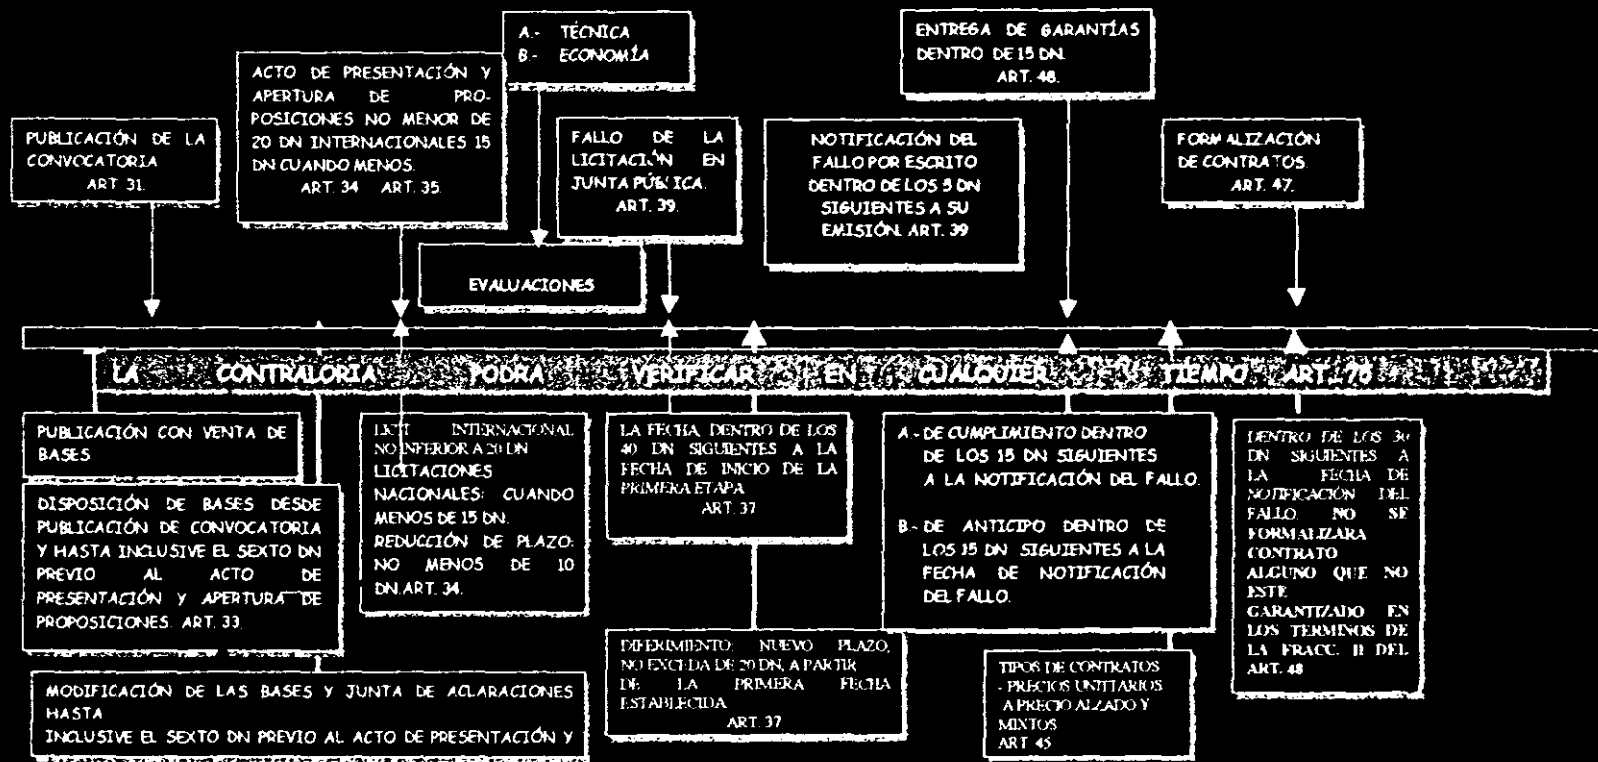 A.- TÉCNICA
B.- ECONOMÍA
ENTREGA DE GARANTÍAS
DENTRO DE 15 DN.
ART. 48.
ACTO DE PRESENTACIÓN Y
APERTURA DE PRO-
POSICIONES NO MENOR DE
20 DN INTERNACIONALES 15
DN CUANDO MENOS.
ART. 34 ART. 35.
PUBLICACIÓN DE LA
CONVOCATORIA
ART 31.
FALLO DE LA
LICITACIÓN EN
JUNTA PÚBLICA.
ART. 39.
NOTIFICACIÓN DEL
FALLO POR ESCRITO
DENTRO DE LOS 5 DN
SIGUIENTES A SU
EMISIÓN. ART. 39
FORMALIZACIÓN
DE CONTRATOS.
ART. 47.
EVALUACIONES
LA CONTRALORIA PODRA VERIFICAR EN CUALQUIER TIEMPO ART. 75
PUBLICACIÓN CON VENTA DE
BASES
DISPOSICIÓN DE BASES DESDE
PUBLICACIÓN DE CONVOCATORIA
Y HASTA INCLUSIVE EL SEXTO DN
PREVIO AL ACTO DE
PRESENTACIÓN Y APERTURA DE
PROPOSICIONES. ART. 33.
MODIFICACIÓN DE LAS BASES Y JUNTA DE ACLARACIONES
HASTA
INCLUSIVE EL SEXTO DN PREVIO AL ACTO DE PRESENTACIÓN Y
LICIT INTERNACIONAL
NO INFERIOR A 20 DN
LICITACIONES
NACIONALES: CUANDO
MENOS DE 15 DN.
REDUCCIÓN DE PLAZO:
NO MENOS DE 10
DN.ART. 34.
LA FECHA, DENTRO DE LOS
40 DN SIGUIENTES A LA
FECHA DE INICIO DE LA
PRIMERA ETAPA
ART. 37
DIFERIMIENTO: NUEVO PLAZO,
NO EXCEDA DE 20 DN, A PARTIR
DE LA PRIMERA FECHA
ESTABLECIDA
ART. 37
A.- DE CUMPLIMIENTO DENTRO
DE LOS 15 DN SIGUIENTES
A LA NOTIFICACIÓN DEL FALLO.
B.- DE ANTICIPO DENTRO DE
LOS 15 DN SIGUIENTES A LA
FECHA DE NOTIFICACIÓN
DEL FALLO.
TIPOS DE CONTRATOS
- PRECIOS UNITARIOS
A PRECIO ALZADO Y
MIXTOS
ART 45
DENTRO DE LOS 30
DN SIGUIENTES A
LA FECHA DE
NOTIFICACIÓN DEL
FALLO. NO SE
FORMALIZARA
CONTRATO
ALGUNO QUE NO
ESTE
GARANTIZADO EN
LOS TERMINOS DE
LA FRACC. II DEL
ART. 48